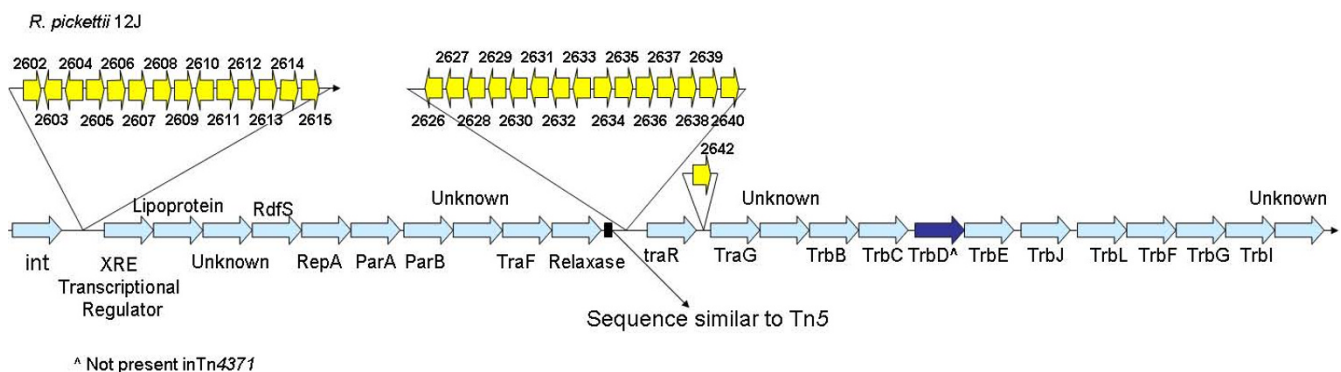 R. pickettii 12J
2602 2604 2606 2608 2610 2612 2614
2603 2605 2607 2609 2611 2613 2615
2627 2629 2631 2633 2635 2637 2639
2626 2628 2630 2632 2634 2636 2638 2640
2642
Lipoprotein RdfS Unknown Unknown Unknown
int XRE Unknown RepA ParA ParB TraF Relaxase traR TraG TrbB TrbC TrbD^ TrbE TrbJ TrbL TrbF TrbG TrbI
Transcriptional
Regulator
Sequence similar to Tn5
^ Not present inTn4371